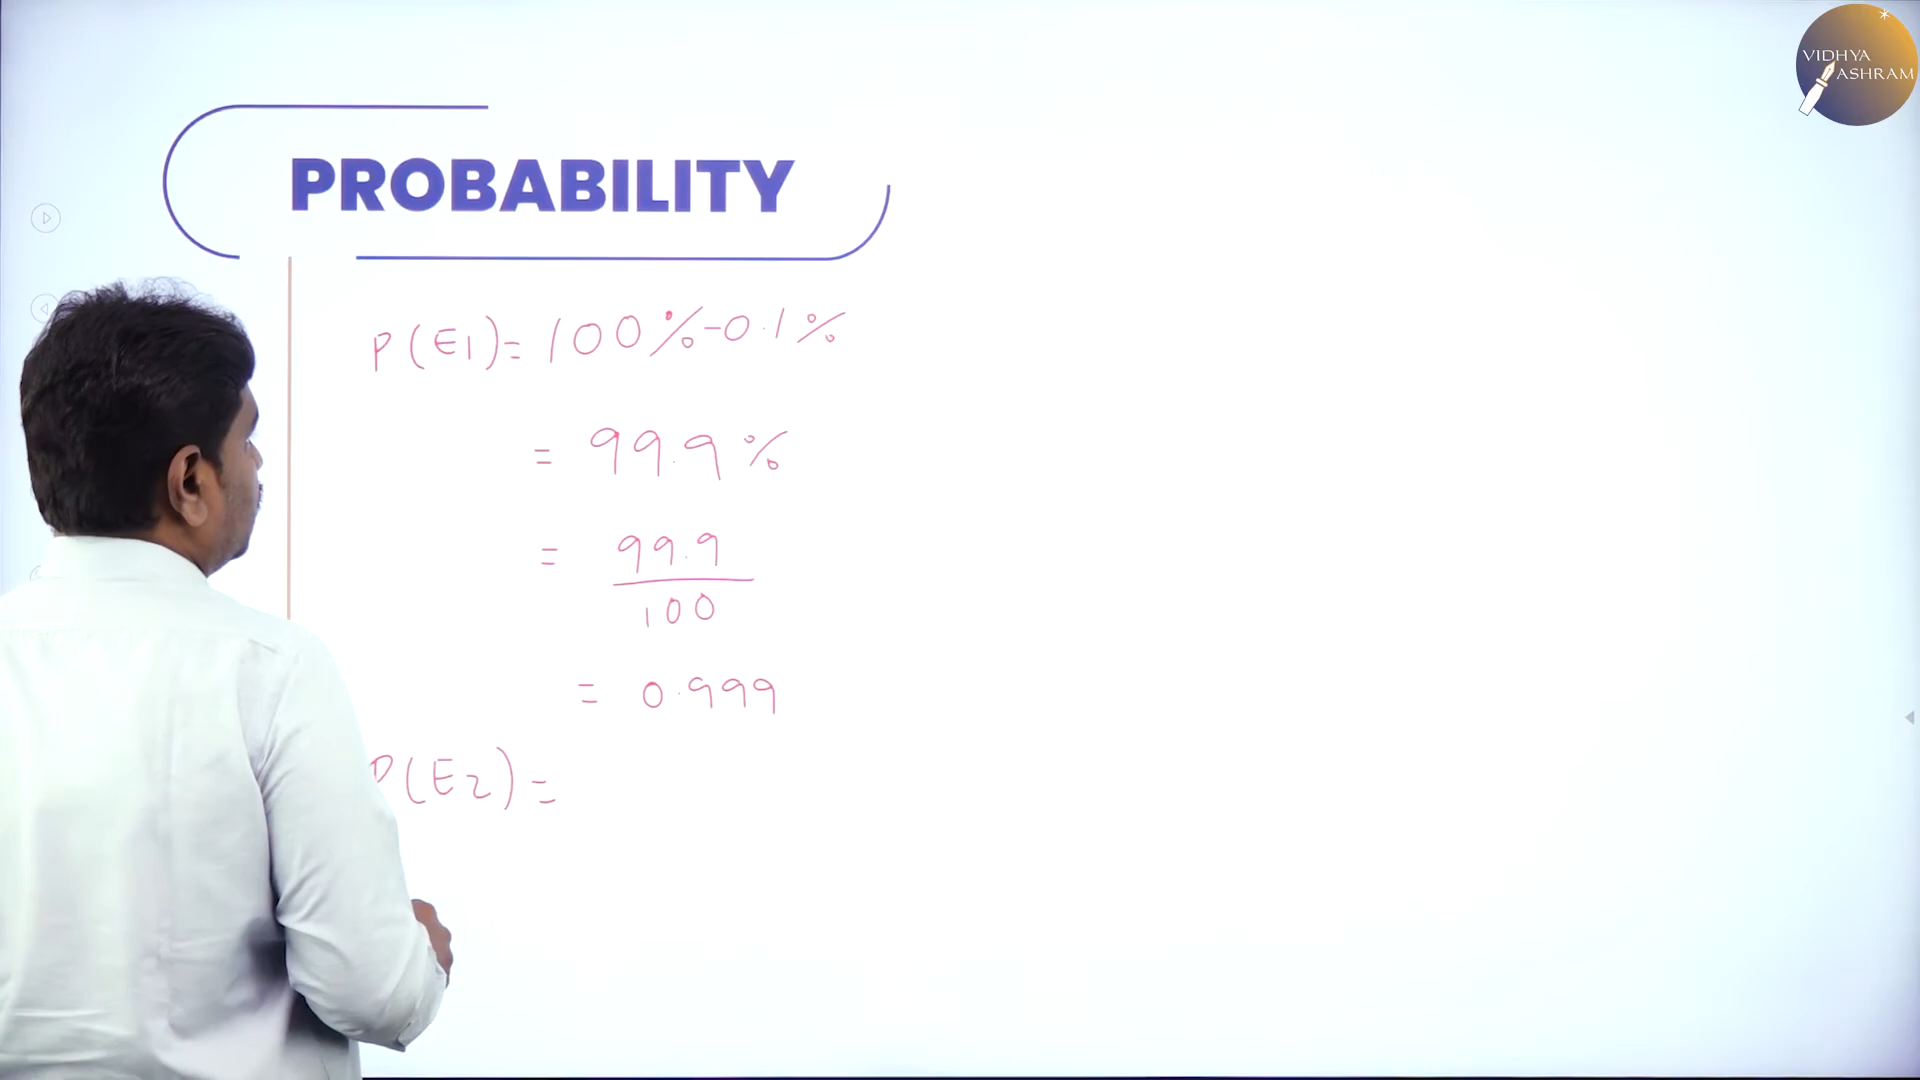 VIDHYA
ASHRAM
PROBABILITY
P(E1)= 100%-0.1%
= 99.9%
= 99.9
100
= 0.999
P(E2) =